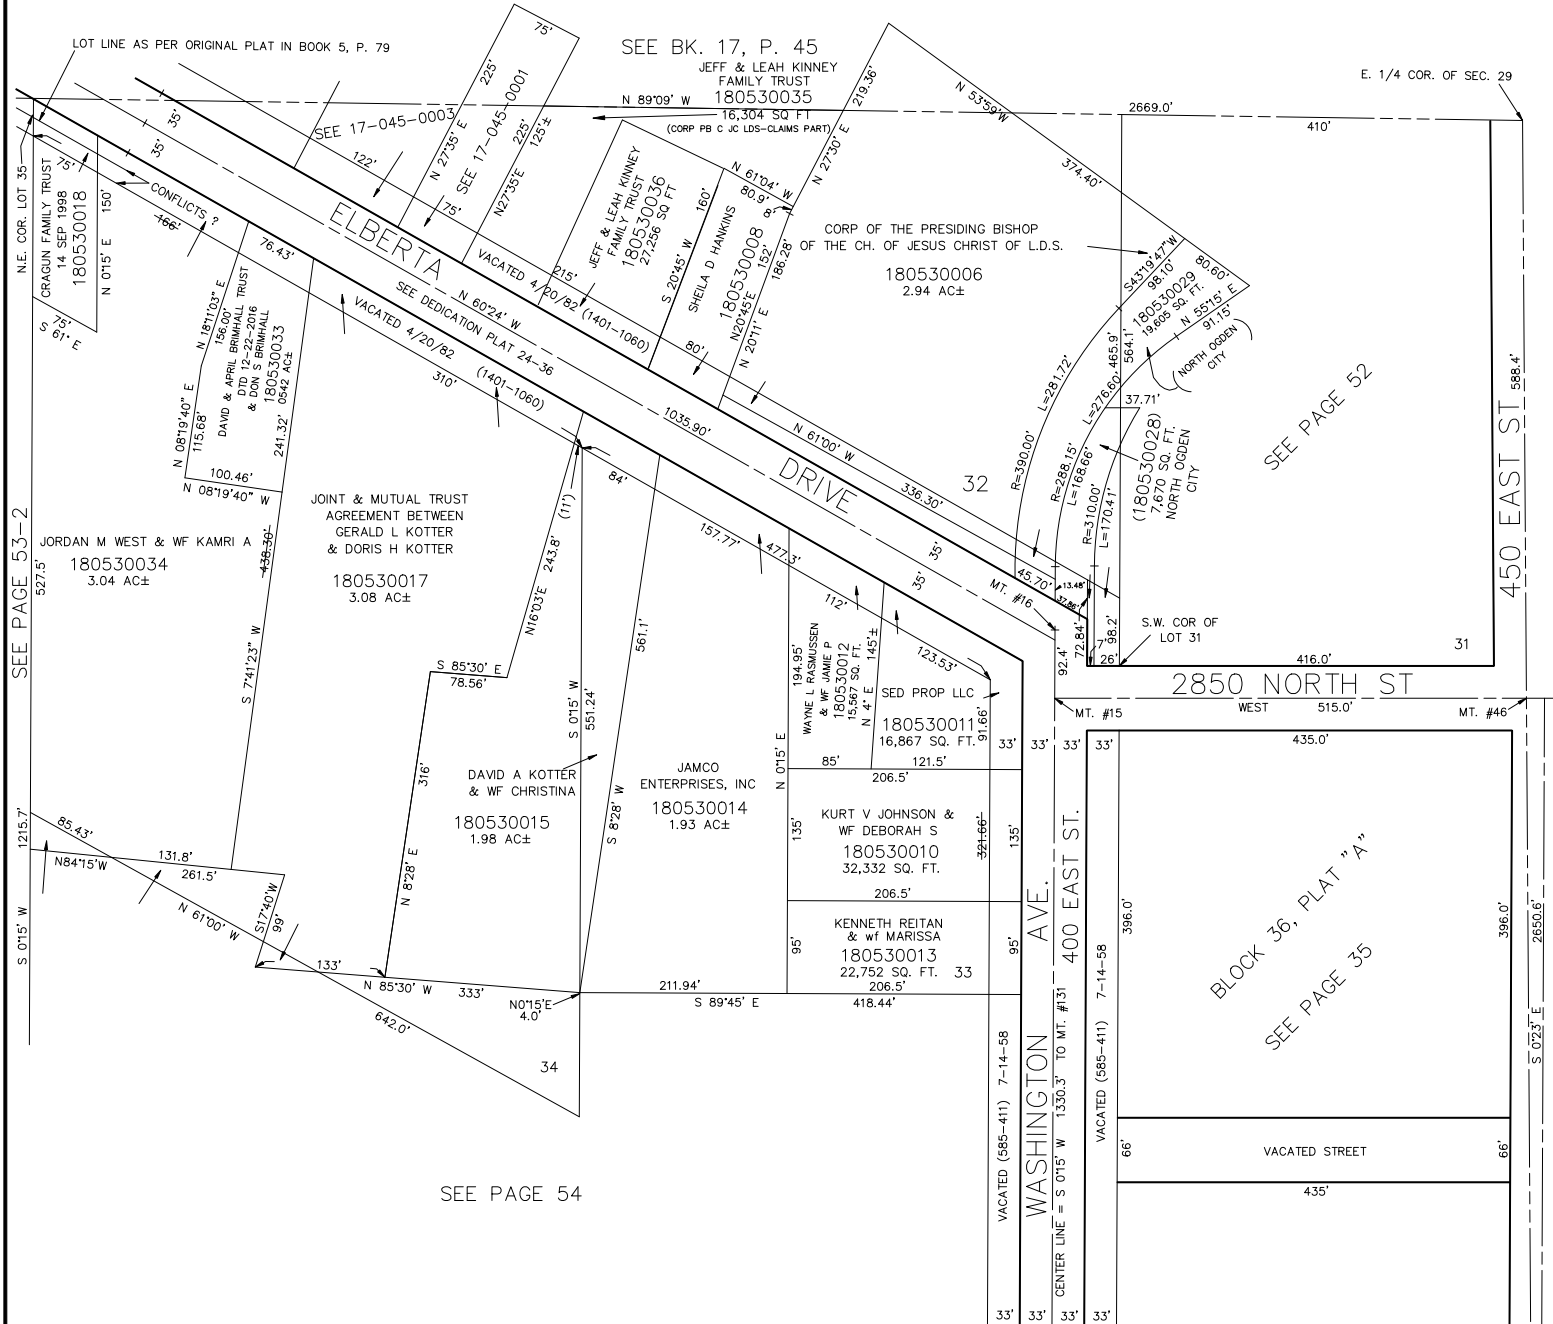 LOT LINE AS PER ORIGINAL PLAT IN BOOK 5, P. 79
75'
225'
N 27°35' E
SEE 17-045-0001
225'
125'±
N27°35'E
SEE 17-045-0003
122'
75'
35'
35'
SEE BK. 17, P. 45
JEFF & LEAH KINNEY
FAMILY TRUST
180530035
16,304 SQ FT
(CORP PB C JC LDS-CLAIMS PART)
N 89°09' W
2669.0'
410'
E. 1/4 COR. OF SEC. 29
219.36'
N 27°30' E
N 53°59'W
374.40'
N.E. COR. LOT 35
75'
CRAGUN FAMILY TRUST
14 SEP 1998
180530018
150'
N 0°15' E
75'
S 61° E
CONFLICTS ?
166'
76.43'
ELBERTA
DRIVE
VACATED 4/20/82 (1401-1060)
215'
80'
N 60°24' W
SEE DEDICATION PLAT 24-36
1035.90'
VACATED 4/20/82
(1401-1060)
310'
JEFF & LEAH KINNEY
FAMILY TRUST
180530036
27,256 SQ FT
160'
S 20°45' W
N 61°04' W
80.9'
8'
SHEILA D HANKINS
180530008
152'
N20°45'E
186.28'
N 20°11' E
CORP OF THE PRESIDING BISHOP
OF THE CH. OF JESUS CHRIST OF L.D.S.
180530006
2.94 AC±
S43°19'47"W
98.10'
80.60'
180530029
19,605 SQ. FT.
N 55°15' E
91.15'
(NORTH OGDEN
CITY)
465.9'
564.1'
L=281.72'
R=390.00'
L=276.60'
R=288.15'
L=168.66'
37.71'
(180530028)
7,670 SQ. FT.
NORTH OGDEN
CITY
R=310.00'
L=170.41'
SEE PAGE 52
588.4'
450 EAST ST
N 18°11'03" E
156.00'
DAVID & APRIL BRIMHALL TRUST
DTD 12-22-2016
& DON S BRIMHALL
180530033
0542 AC±
241.32'
N 08°19'40" E
115.68'
100.46'
N 08°19'40" W
438.30'
SEE PAGE 53-2
527.5'
JORDAN M WEST & WF KAMRI A
180530034
3.04 AC±
S 7°41'23" W
JOINT & MUTUAL TRUST
AGREEMENT BETWEEN
GERALD L KOTTER
& DORIS H KOTTER
180530017
3.08 AC±
(11')
243.8'
N16°03'E
S 85°30' E
78.56'
84'
157.77'
477.3'
112'
123.53'
561.1'
S 0°15' W
551.24'
S 8°28' W
N 61°00' W
336.30'
32
35'
35'
45.70'
13.48'
37.86'
MT. #16
72.84'
7'
26'
98.2'
92.4'
S.W. COR OF
LOT 31
31
416.0'
2850 NORTH ST
WEST
515.0'
MT. #15
MT. #46
435.0'
194.95'
WAYNE L RASMUSSEN
& WF JAMIE P
180530012
15,567 SQ. FT.
N 4° E
145'±
SED PROP LLC
180530011
16,867 SQ. FT.
91.66'
85'
121.5'
206.5'
N 0°15' E
33'
33'
33'
33'
DAVID A KOTTER
& WF CHRISTINA
180530015
1.98 AC±
316'
N 8°28' E
JAMCO
ENTERPRISES, INC
180530014
1.93 AC±
135'
KURT V JOHNSON &
WF DEBORAH S
180530010
32,332 SQ. FT.
321.66'
135'
206.5'
95'
KENNETH REITAN
& wf MARISSA
180530013
22,752 SQ. FT.
33
95'
206.5'
211.94'
S 89°45' E
418.44'
1215.7'
S 0°15' W
85.43'
N84°15'W
131.8'
261.5'
N 61°00' W
S17°40'W
99'
133'
N 85°30' W
333'
N0°15'E
4.0'
642.0'
34
SEE PAGE 54
WASHINGTON
AVE.
400 EAST ST.
VACATED (585-411) 7-14-58
CENTER LINE = S 0°15' W 1330.3' TO MT. #131
VACATED (585-411) 7-14-58
396.0'
396.0'
BLOCK 36, PLAT "A"
SEE PAGE 35
2650.6'
S 0°23' E
66'
VACATED STREET
66'
435'
33'
33'
33'
33'